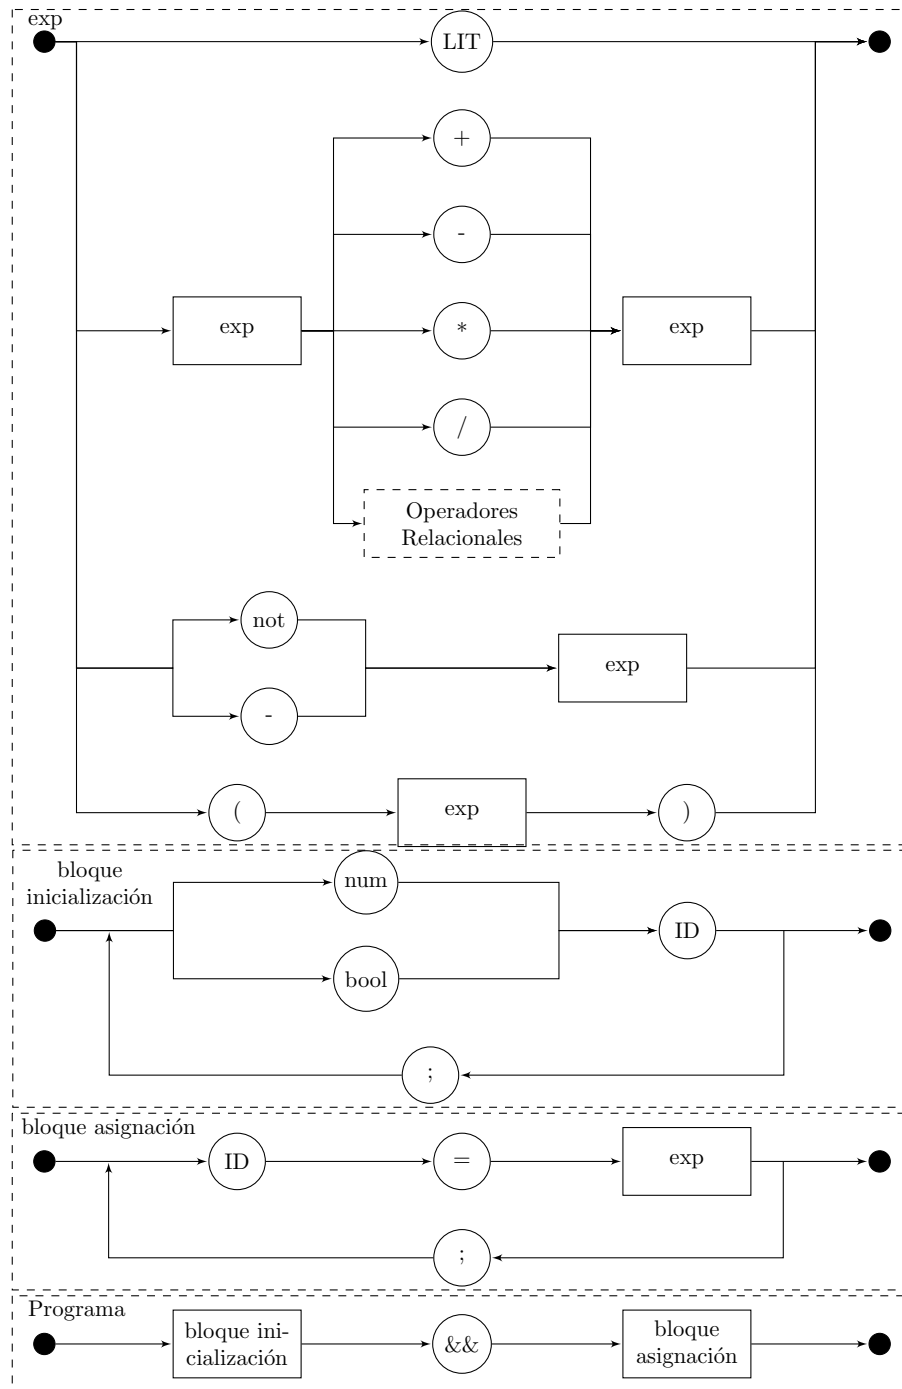 exp
LIT
+
-
*
/
exp
exp
Operadores
Relacionales
not
-
exp
(
exp
)
bloque
inicialización
num
bool
ID
;
bloque asignación
ID
=
exp
;
Programa
bloque ini-
cialización
&&
bloque
asignación